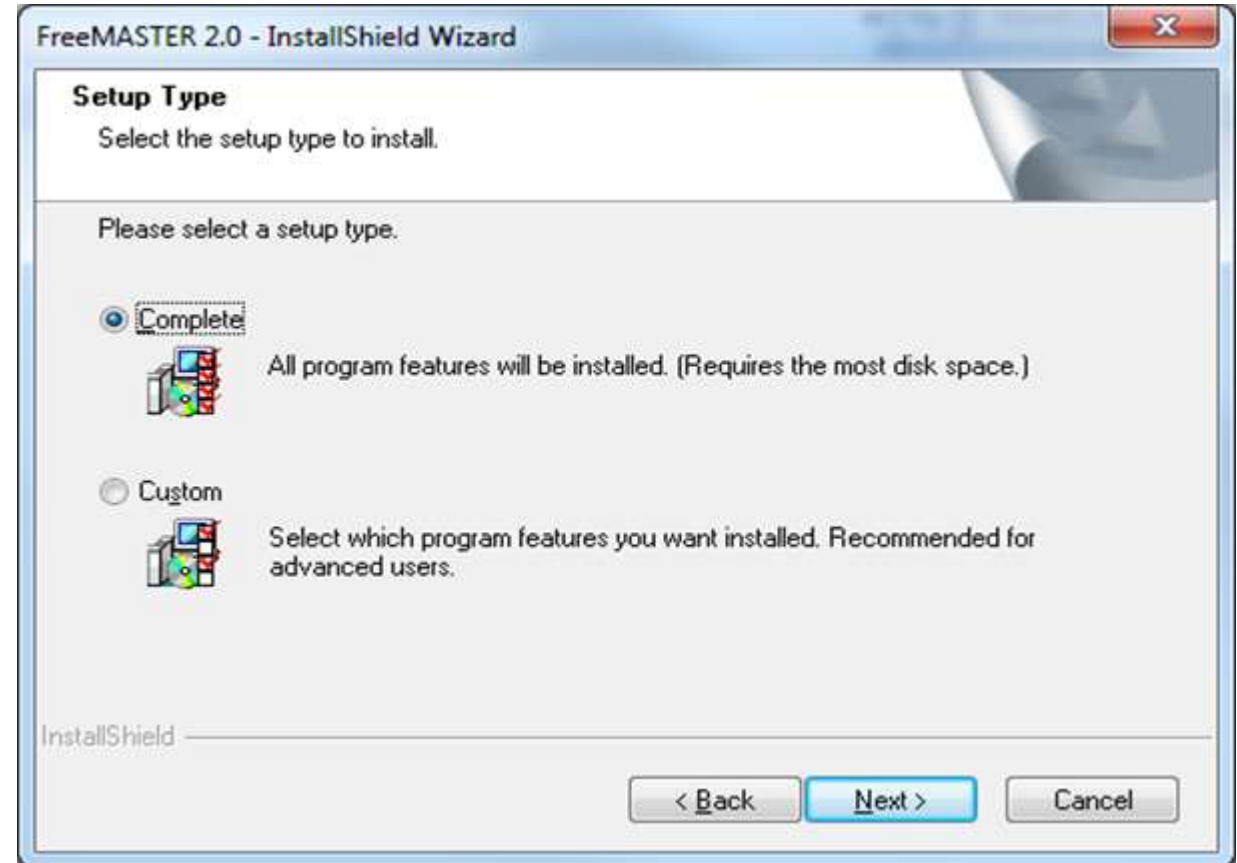 FreeMASTER 2.0 - InstallShield Wizard
Setup Type
Select the setup type to install.
Please select a setup type.
Complete
All program features will be installed. (Requires the most disk space.)
Custom
Select which program features you want installed. Recommended for
advanced users.
InstallShield
< Back
Next >
Cancel